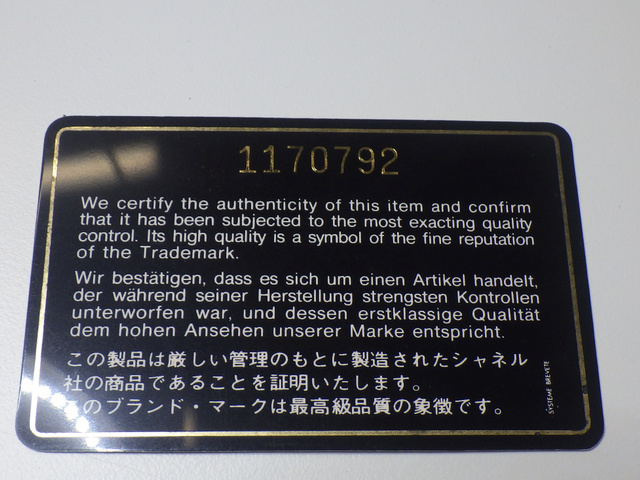 1170792
We certify the authenticity of this item and confirm
that it has been subjected to the most exacting quality
control. Its high quality is a symbol of the fine reputation
of the Trademark.
Wir bestätigen, dass es sich um einen Artikel handelt,
der während seiner Herstellung strengsten Kontrollen
unterworfen war, und dessen erstklassige Qualität
dem hohen Ansehen unserer Marke entspricht.
この製品は厳しい管理のもとに製造されたシャネル
社の商品であることを証明いたします。
このブランド・マークは最高級品質の象徴です。
SYSTEME BREVETE